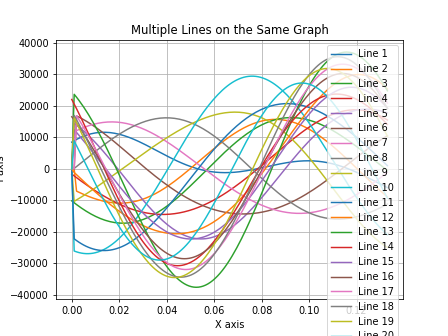 Multiple Lines on the Same Graph
40000
30000
20000
10000
0
−10000
−20000
−30000
−40000
0.00
0.02
0.04
0.06
0.08
0.10
X axis
Line 1
Line 2
Line 3
Line 4
Line 5
Line 6
Line 7
Line 8
Line 9
Line 10
Line 11
Line 12
Line 13
Line 14
Line 15
Line 16
Line 17
Line 18
Line 19
Line 20